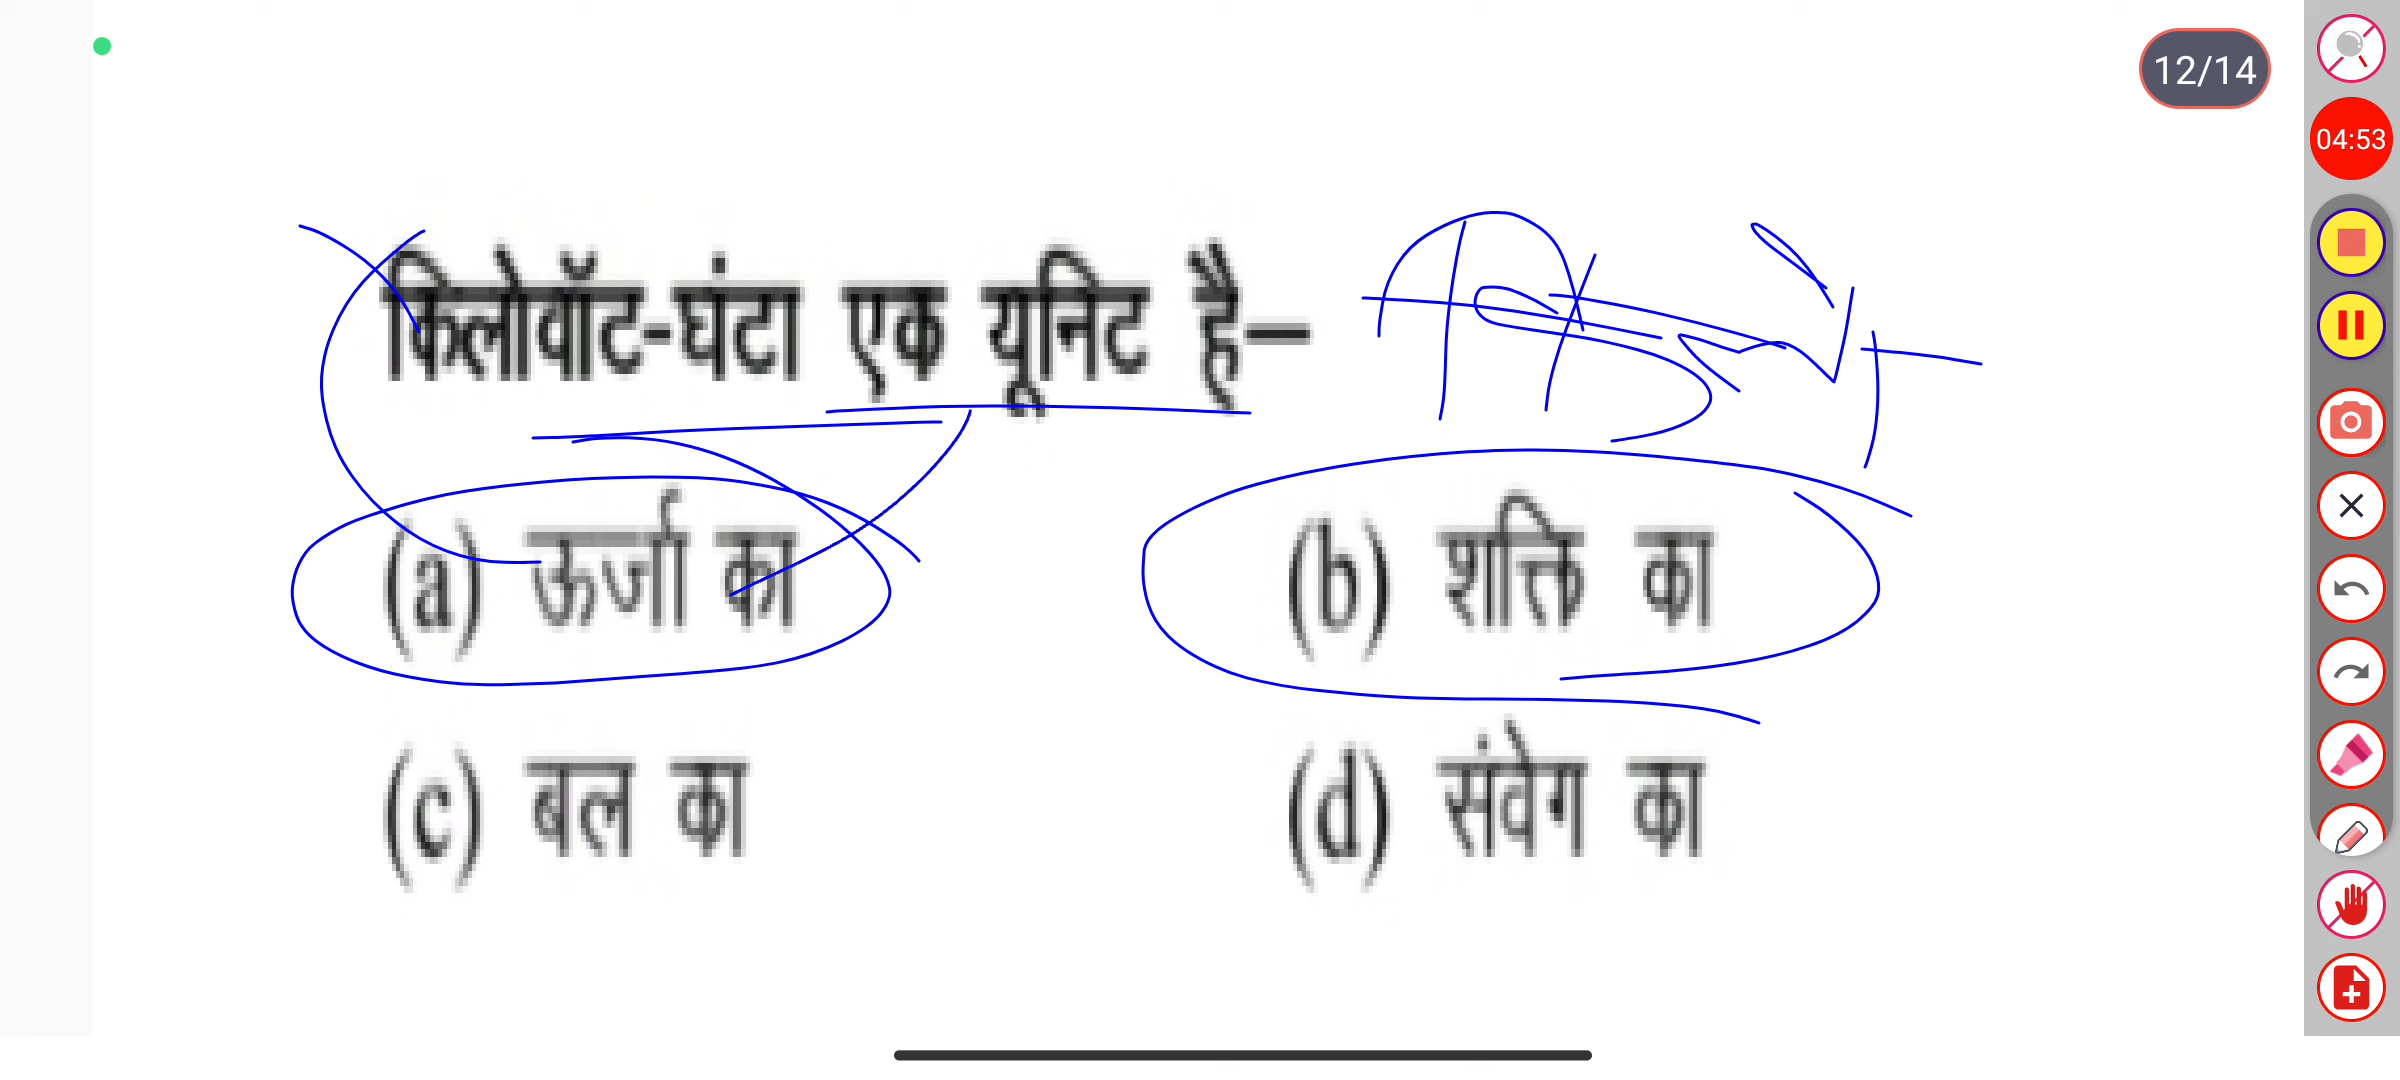 12/14
04:53
किलोवॉट-घंटा एक यूनिट है—
(a) ऊर्जा का (b) शक्ति का
(c) बल का (d) संवेग का